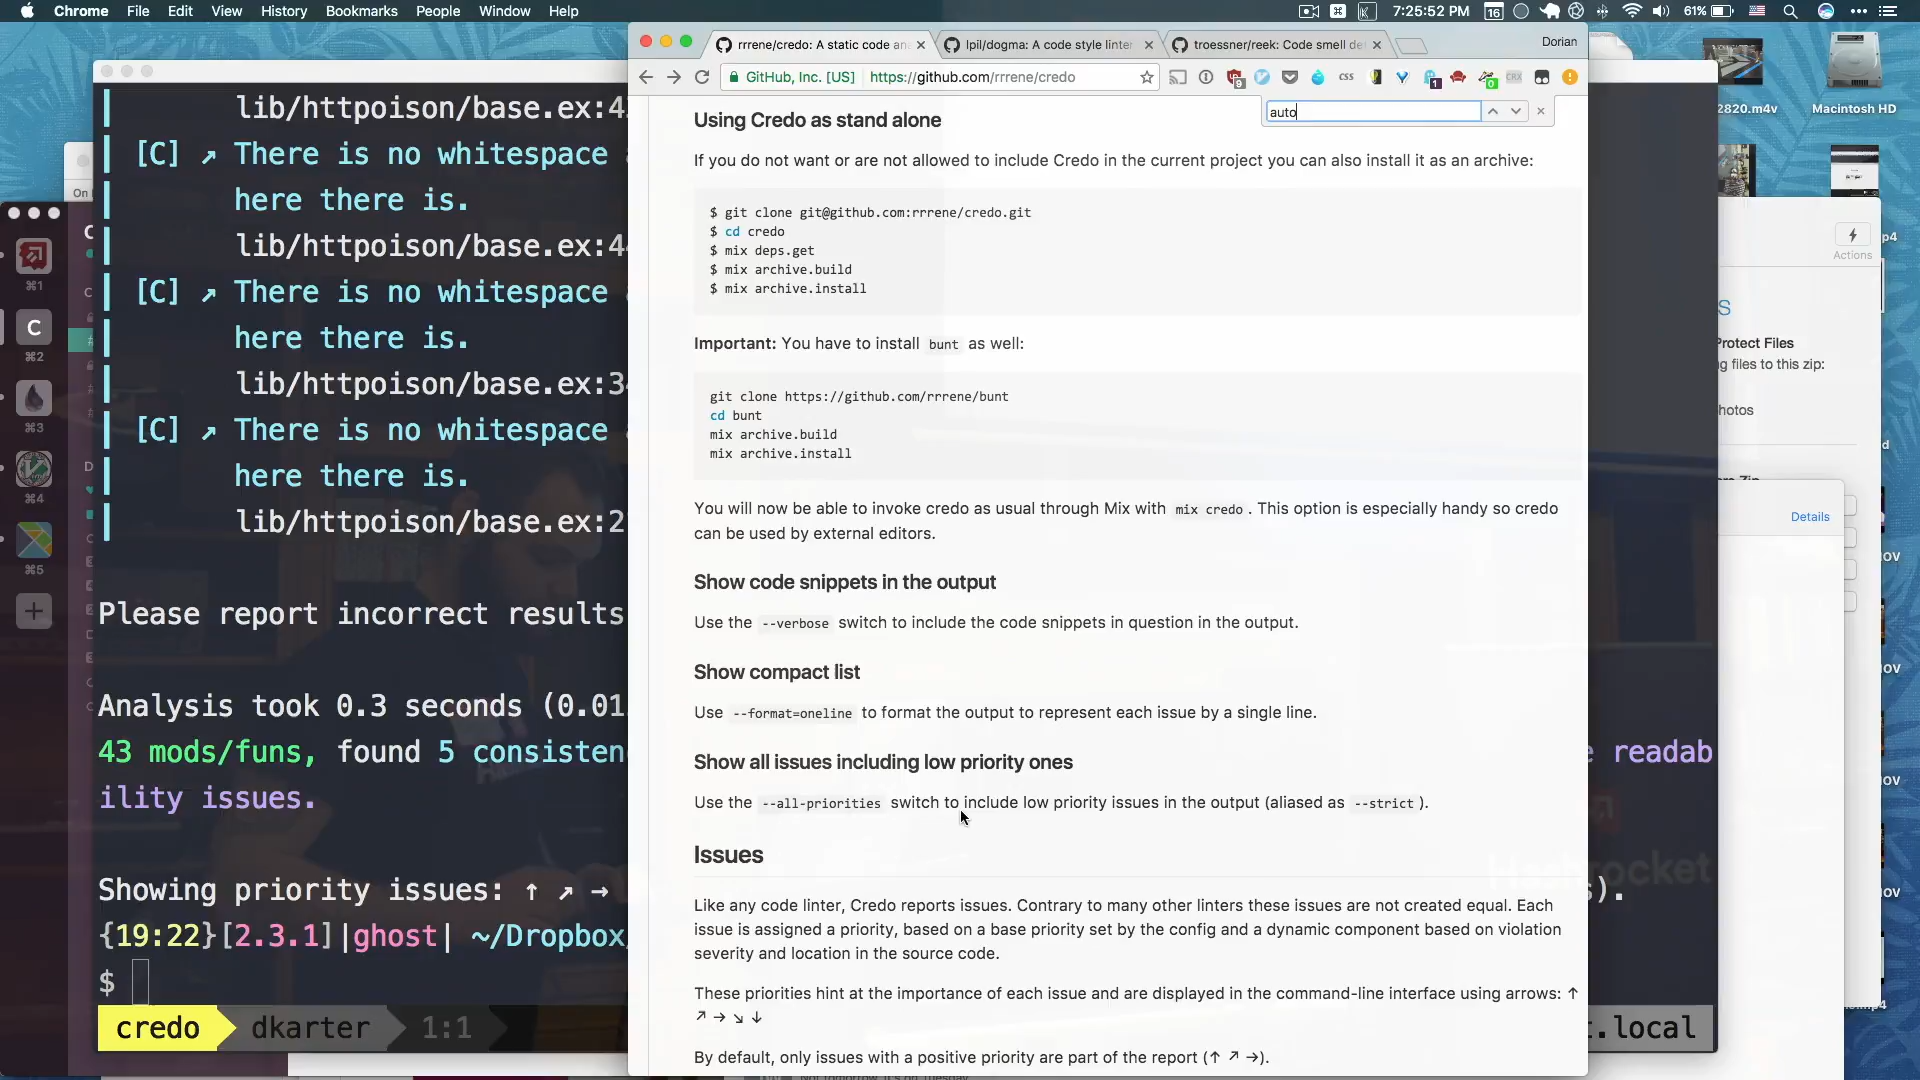 Chrome File Edit View History Bookmarks People Window Help
7:25:52 PM 16 61%
rrrene/credo: A static code an
lpil/dogma: A code style linter
troessner/reek: Code smell det
Dorian
GitHub, Inc. [US] https://github.com/rrrene/credo
auto
Using Credo as stand alone
If you do not want or are not allowed to include Credo in the current project you can also install it as an archive:
$ git clone git@github.com:rrrene/credo.git
$ cd credo
$ mix deps.get
$ mix archive.build
$ mix archive.install
Important: You have to install bunt as well:
git clone https://github.com/rrrene/bunt
cd bunt
mix archive.build
mix archive.install
You will now be able to invoke credo as usual through Mix with mix credo . This option is especially handy so credo
can be used by external editors.
Show code snippets in the output
Use the --verbose switch to include the code snippets in question in the output.
Show compact list
Use --format=oneline to format the output to represent each issue by a single line.
Show all issues including low priority ones
Use the --all-priorities switch to include low priority issues in the output (aliased as --strict ).
Issues
Like any code linter, Credo reports issues. Contrary to many other linters these issues are not created equal. Each
issue is assigned a priority, based on a base priority set by the config and a dynamic component based on violation
severity and location in the source code.
These priorities hint at the importance of each issue and are displayed in the command-line interface using arrows: ↑
↗ → ↘ ↓
By default, only issues with a positive priority are part of the report (↑ ↗ →).
lib/httpoison/base.ex:4
[C] ↗ There is no whitespace
here there is.
lib/httpoison/base.ex:4
[C] ↗ There is no whitespace
here there is.
lib/httpoison/base.ex:3
[C] ↗ There is no whitespace
here there is.
lib/httpoison/base.ex:2
Please report incorrect results
Analysis took 0.3 seconds (0.01
43 mods/funs, found 5 consisten
e readab
ility issues.
Showing priority issues: ↑ ↗ →
).
{19:22}[2.3.1]|ghost| ~/Dropbox/
$
credo dkarter 1:1
t.local
On
⌘1
C
⌘2
⌘3
⌘4
⌘5
2820.m4v
Macintosh HD
Actions
Protect Files
g files to this zip:
hotos
Details
Hashrocket